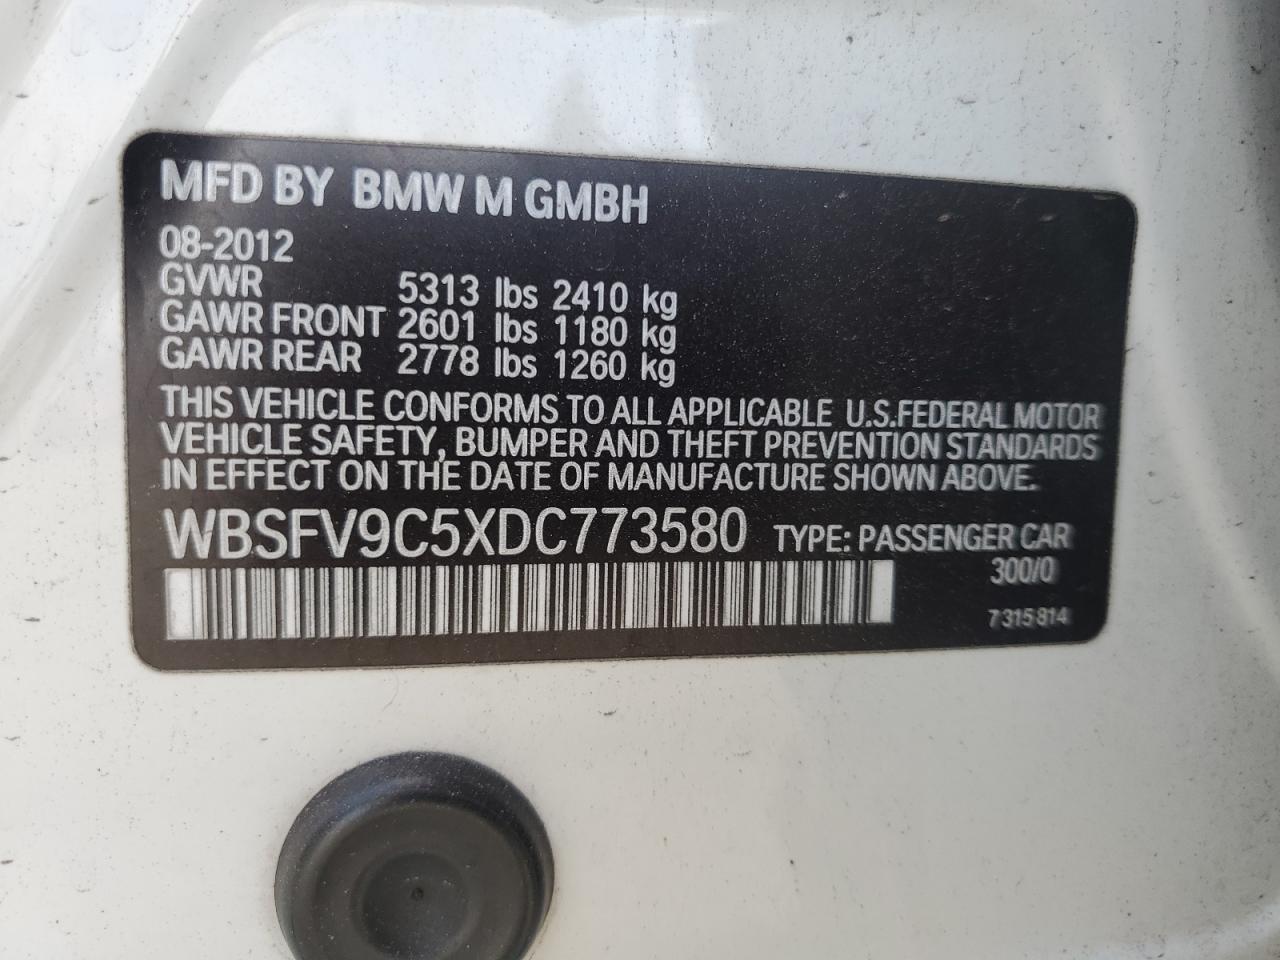 MFD BY BMW M GMBH
08-2012
GVWR 5313 lbs 2410 kg
GAWR FRONT 2601 lbs 1180 kg
GAWR REAR 2778 lbs 1260 kg
THIS VEHICLE CONFORMS TO ALL APPLICABLE U.S.FEDERAL MOTOR
VEHICLE SAFETY, BUMPER AND THEFT PREVENTION STANDARDS
IN EFFECT ON THE DATE OF MANUFACTURE SHOWN ABOVE.
WBSFV9C5XDC773580 TYPE: PASSENGER CAR
300/0
7315814